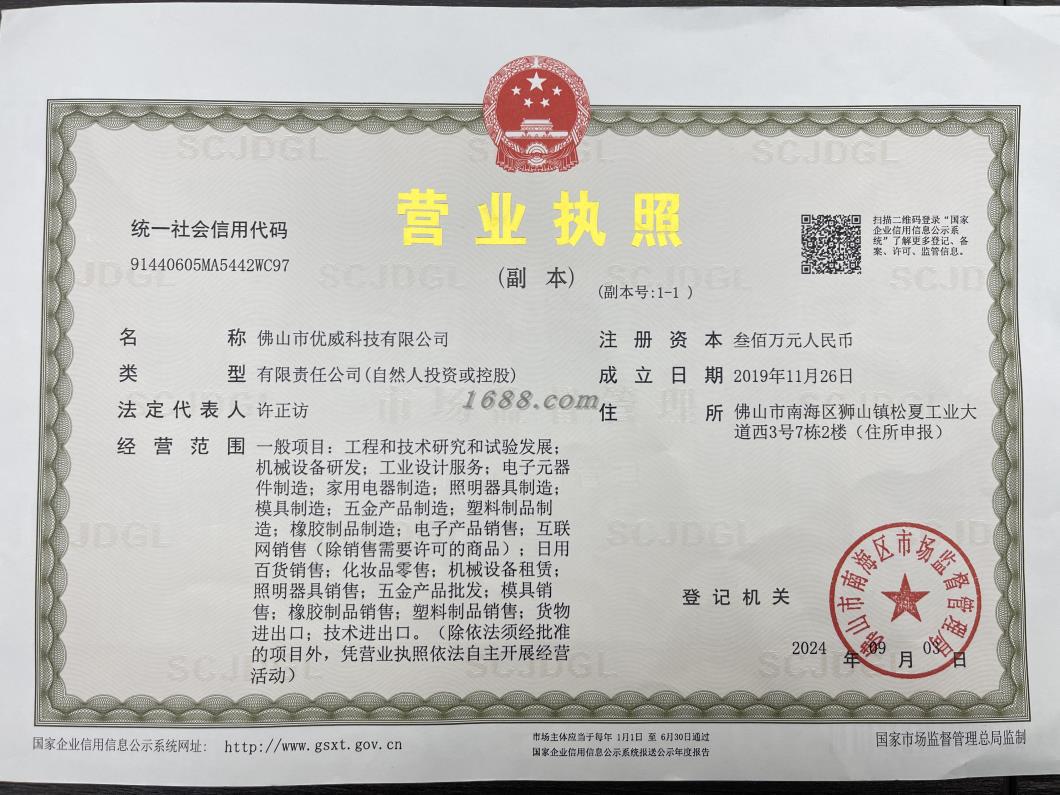 营业执照
(副 本)
(副本号:1-1 )
统一社会信用代码
91440605MA5442WC97
扫描二维码登录“国家
企业信用信息公示系
统”了解更多登记、备
案、许可、监管信息。
名 称 佛山市优威科技有限公司
类 型 有限责任公司(自然人投资或控股)
法定代表人 许正访
经营范围 一般项目：工程和技术研究和试验发展；
机械设备研发；工业设计服务；电子元器
件制造；家用电器制造；照明器具制造；
模具制造；五金产品制造；塑料制品制
造；橡胶制品制造；电子产品销售；互联
网销售（除销售需要许可的商品）；日用
百货销售；化妆品零售；机械设备租赁；
照明器具销售；五金产品批发；模具销
售；橡胶制品销售；塑料制品销售；货物
进出口；技术进出口。（除依法须经批准
的项目外，凭营业执照依法自主开展经营
活动）
注册资本 叁佰万元人民币
成立日期 2019年11月26日
住 所 佛山市南海区狮山镇松夏工业大
道西3号7栋2楼（住所申报）
1688.com
登记机关
佛山市南海区市场监督管理局
2024 年 09 月 03 日
国家企业信用信息公示系统网址: http://www.gsxt.gov.cn
市场主体应当于每年 1月1日 至 6月30日通过
国家企业信用信息公示系统报送公示年度报告
国家市场监督管理总局监制
SCJDGL
SCJDGL
SCJDGL
JDGL
SCJDGL
SCJDGL
SCJD
市场监督管理
JDGL
SCJDGL
SCJD
SCJDGL
SCJDGL
SCJDGL